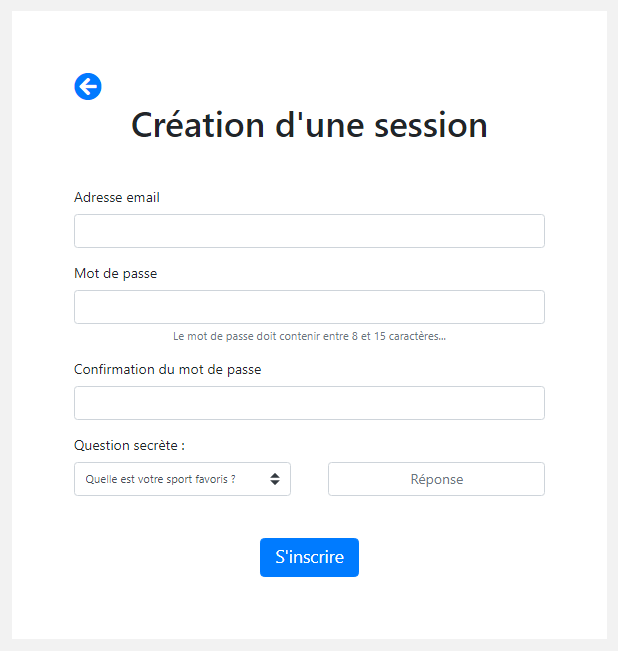 Création d'une session
Adresse email
Mot de passe
Le mot de passe doit contenir entre 8 et 15 caractères...
Confirmation du mot de passe
Question secrète :
Quelle est votre sport favoris ?
Réponse
S'inscrire